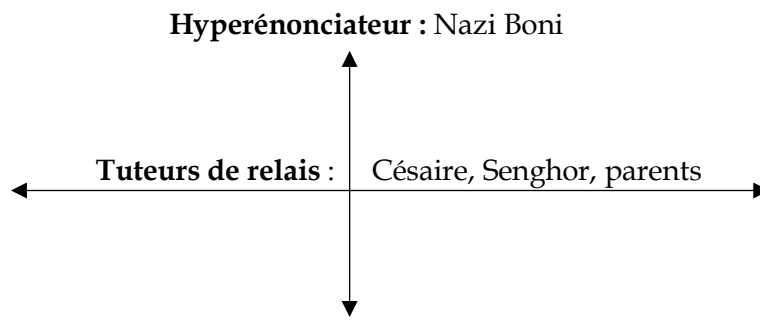 Hyperénonciateur : Nazi Boni
Tuteurs de relais : Césaire, Senghor, parents